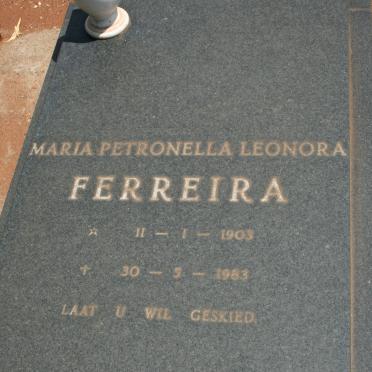 MARIA PETRONELLA LEONORA
FERREIRA
☆ 11 — 1 — 1903
✝ 30 — 5 — 1983
LAAT U WIL GESKIED.